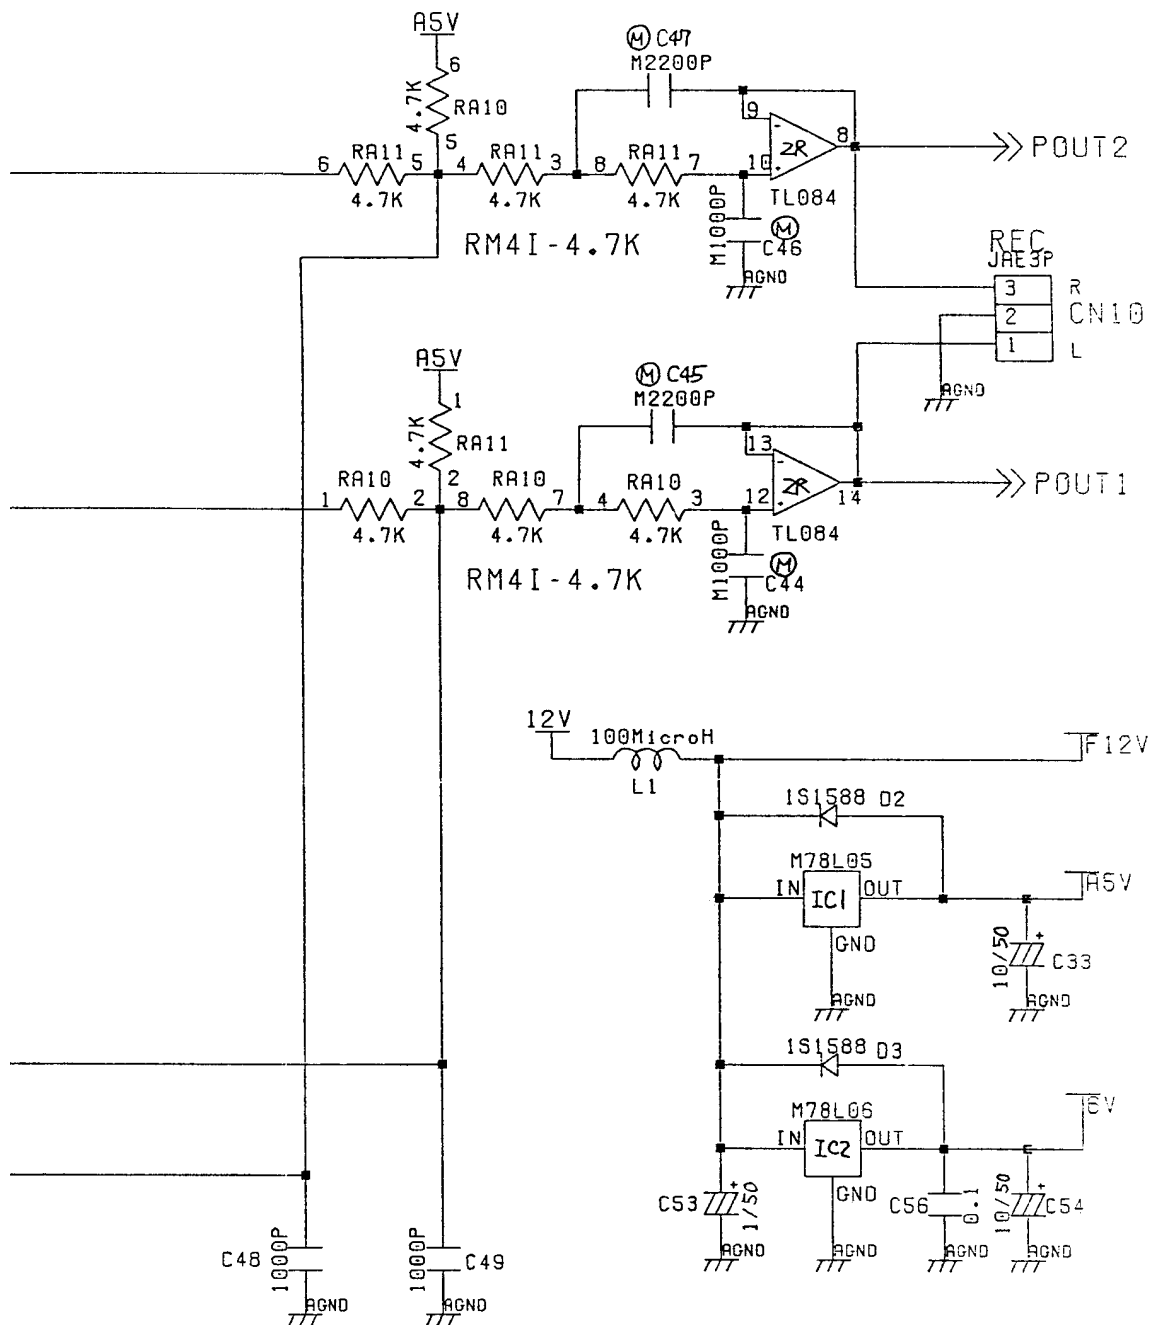 A5V
Ⓜ C47
M2200P
6
4.7K
RA10
5
9
-
2R
8
POUT2
6
RA11
5
4
RA11
3
8
RA11
7
10
+
4.7K
4.7K
4.7K
TL084
RM4I-4.7K
M1000P
Ⓜ
C46
AGND
REC
JAE3P
3
R
2
CN10
1
L
AGND
A5V
Ⓜ C45
M2200P
1
4.7K
RA11
2
13
-
2R
14
POUT1
1
RA10
2
8
RA10
7
4
RA10
3
12
+
4.7K
4.7K
4.7K
TL084
RM4I-4.7K
M1000P
Ⓜ
C44
AGND
12V
100MicroH
L1
F12V
1S1588 D2
M78L05
IN
IC1
OUT
A5V
GND
10/50
+
C33
AGND
AGND
1S1588 D3
M78L06
IN
IC2
OUT
6V
GND
C53
+
1/50
C56
0.1
10/50
+
C54
AGND
AGND
AGND
AGND
C48
1000P
1000P
C49
AGND
AGND